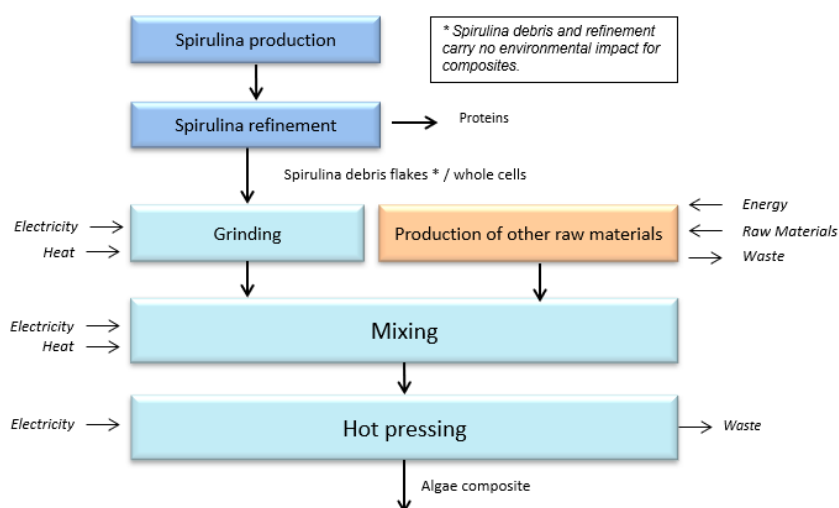 Spirulina production
* Spirulina debris and refinement
carry no environmental impact for
composites.
Spirulina refinement
Proteins
Spirulina debris flakes * / whole cells
Electricity
Heat
Grinding
Production of other raw materials
Energy
Raw Materials
Waste
Electricity
Heat
Mixing
Electricity
Hot pressing
Waste
Algae composite